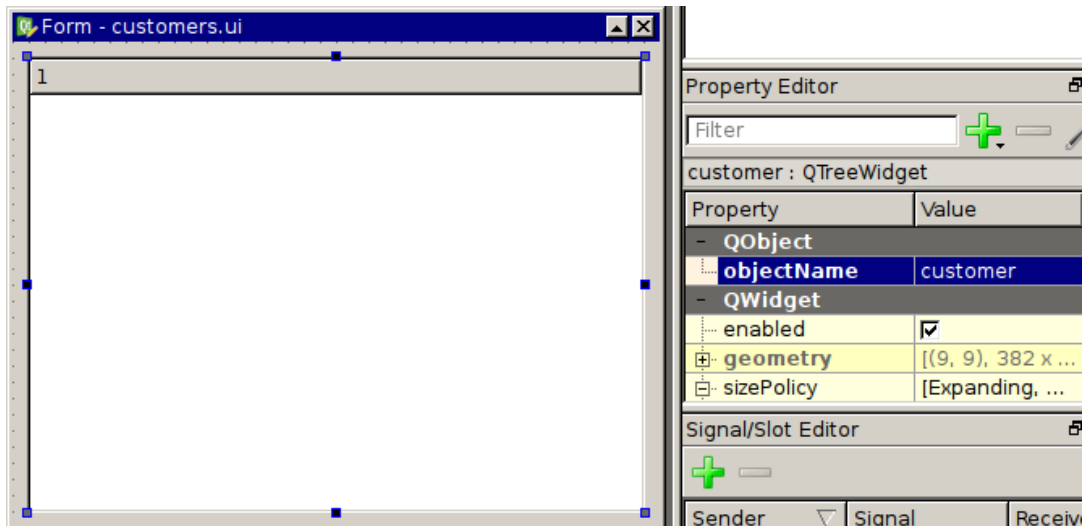 Form - customers.ui
1
Property Editor
Filter
customer : QTreeWidget
Property Value
QObject
objectName customer
QWidget
enabled
geometry [(9, 9), 382 x ...
sizePolicy [Expanding, ...
Signal/Slot Editor
Sender Signal